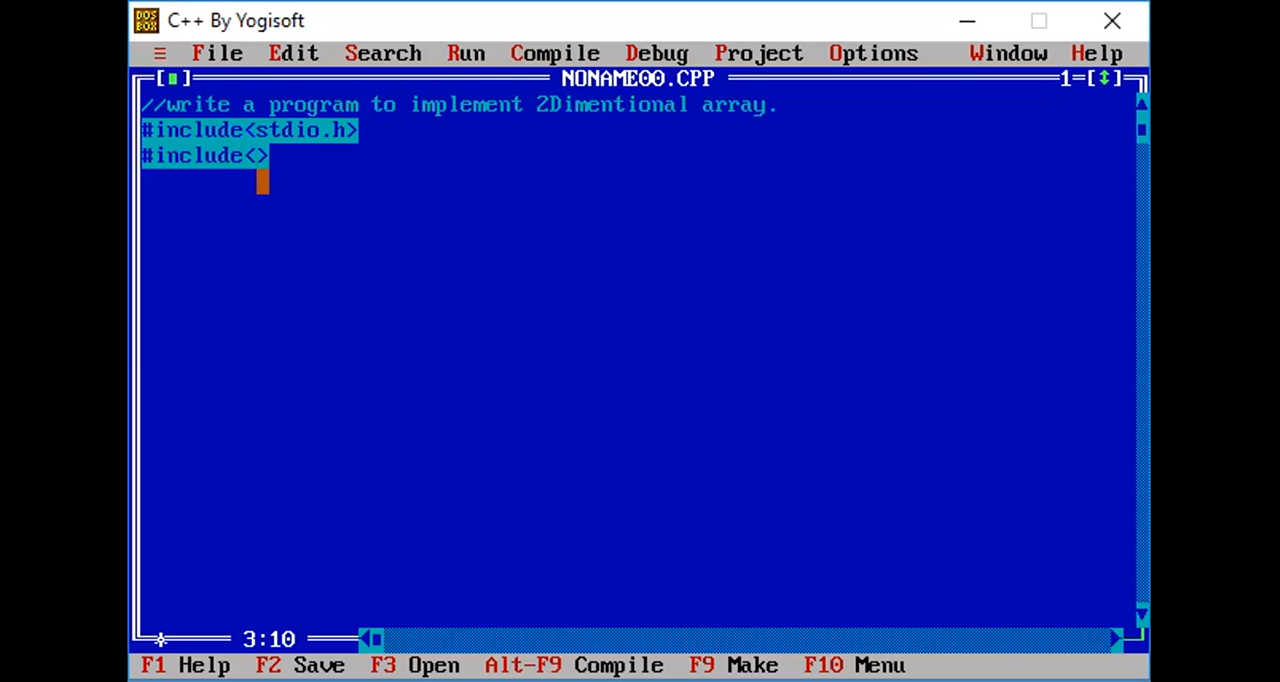 DOS BOX C++ By Yogisoft
≡ File Edit Search Run Compile Debug Project Options Window Help
[■] NONAME00.CPP 1=[↕]
//write a program to implement 2Dimentional array.
#include<stdio.h>
#include<>
3:10
F1 Help F2 Save F3 Open Alt-F9 Compile F9 Make F10 Menu